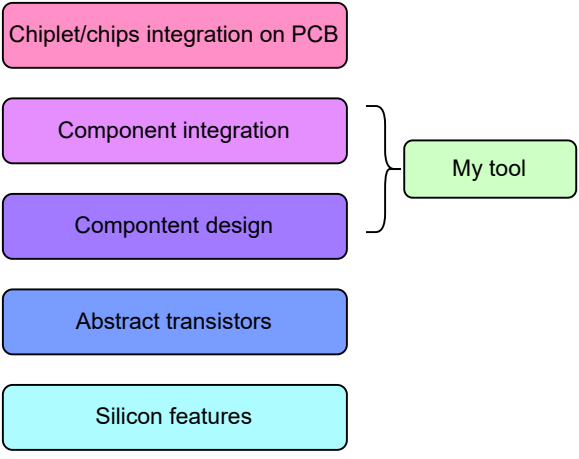 Chiplet/chips integration on PCB
Component integration
My tool
Compontent design
Abstract transistors
Silicon features